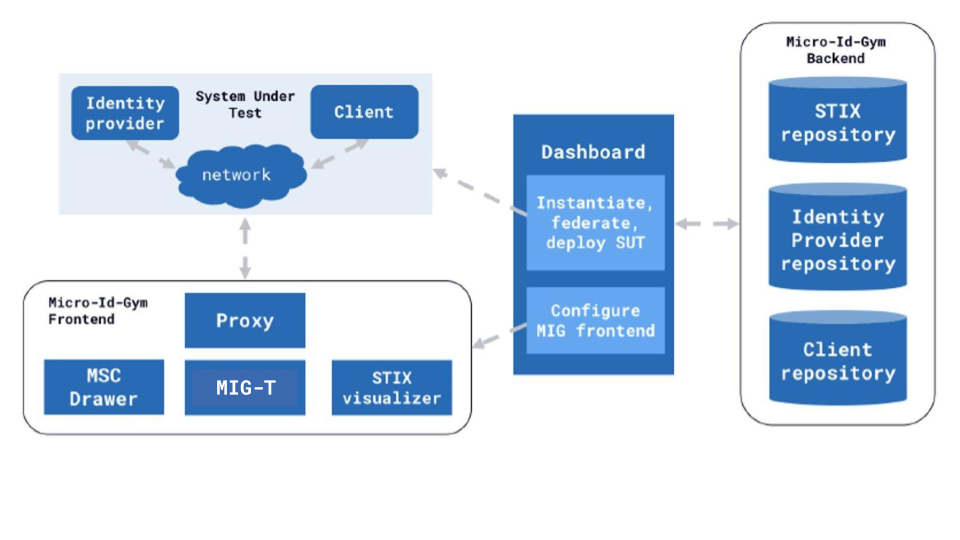 Identity
provider
System Under
Test
Client
network
Micro-Id-Gym
Frontend
Proxy
MSC
Drawer
MIG-T
STIX
visualizer
Dashboard
Instantiate,
federate,
deploy SUT
Configure
MIG frontend
Micro-Id-Gym
Backend
STIX
repository
Identity
Provider
repository
Client
repository